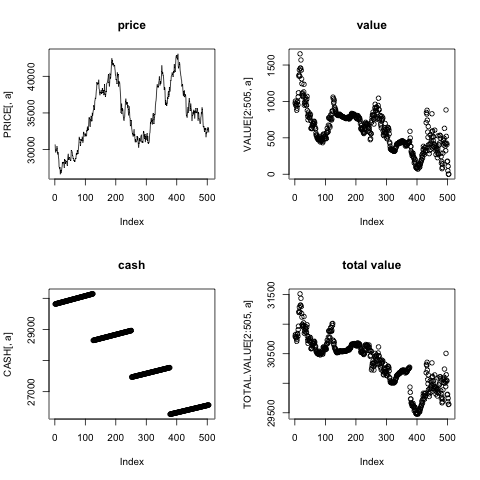 price
PRICE[, a]
30000 35000 40000
0 100 200 300 400 500
Index
value
VALUE[2:505, a]
0 500 1000 1500
0 100 200 300 400 500
Index
cash
CASH[, a]
27000 29000
0 100 200 300 400 500
Index
total value
TOTAL.VALUE[2:505, a]
29500 30500 31500
0 100 200 300 400 500
Index